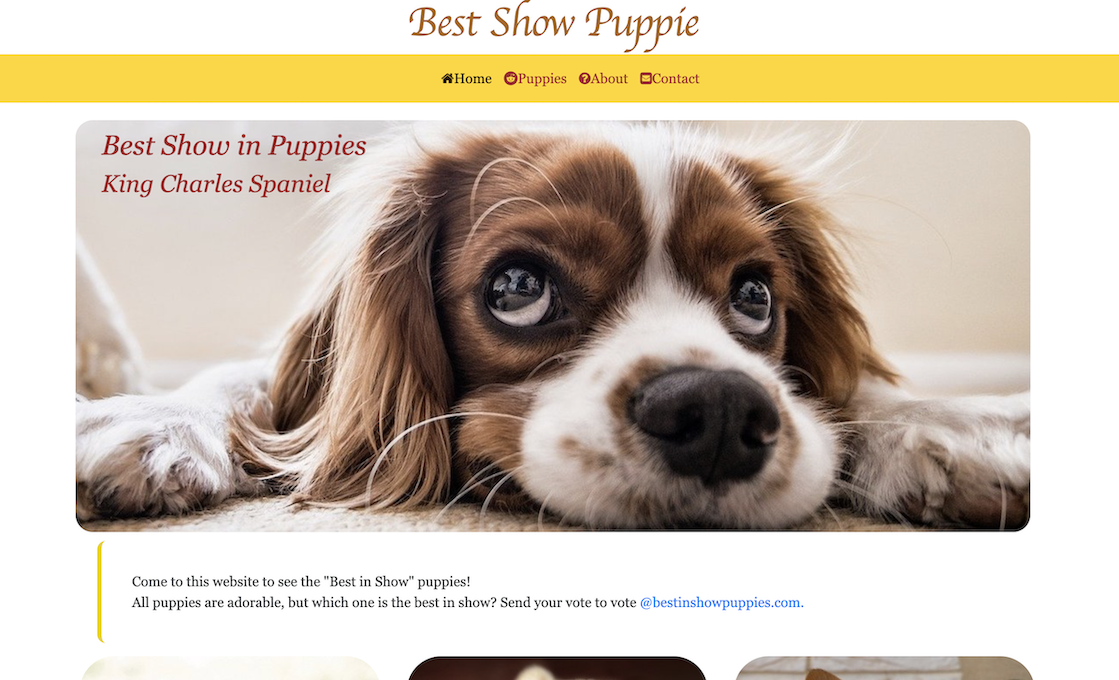 Best Show Puppie
Home Puppies About Contact
Best Show in Puppies
King Charles Spaniel
Come to this website to see the "Best in Show" puppies!
All puppies are adorable, but which one is the best in show? Send your vote to vote @bestinshowpuppies.com.